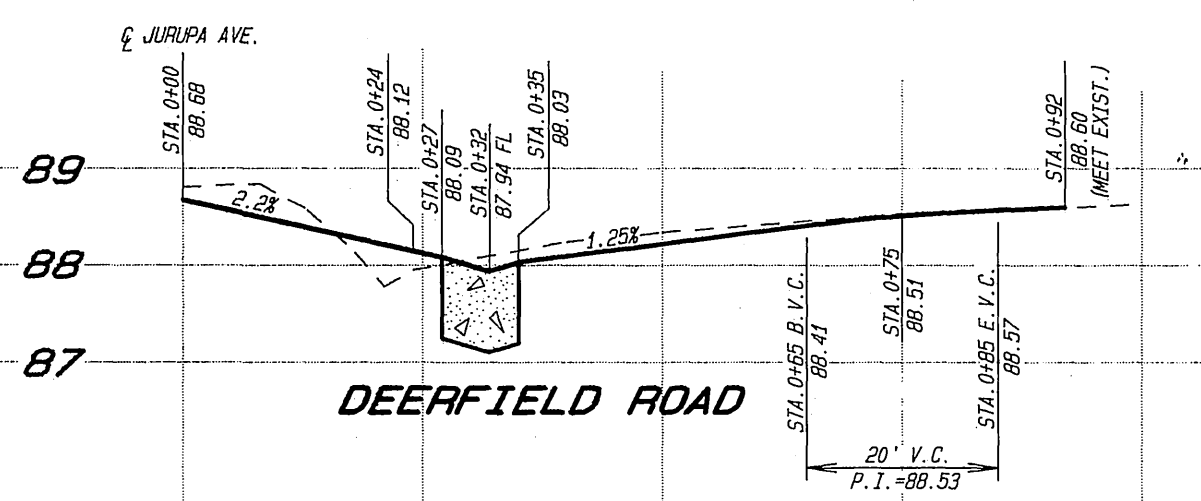 ℄ JURUPA AVE.
STA. 0+00
88.68
STA. 0+24
88.12
STA. 0+27
88.09
STA. 0+32
87.94 FL
STA. 0+35
88.03
STA. 0+92
88.60
(MEET EXIST.)
89
2.2%
1.25%
88
STA. 0+65 B.V.C.
88.41
STA. 0+75
88.51
STA. 0+85 E.V.C.
88.57
87
DEERFIELD ROAD
20' V.C.
P.I.=88.53